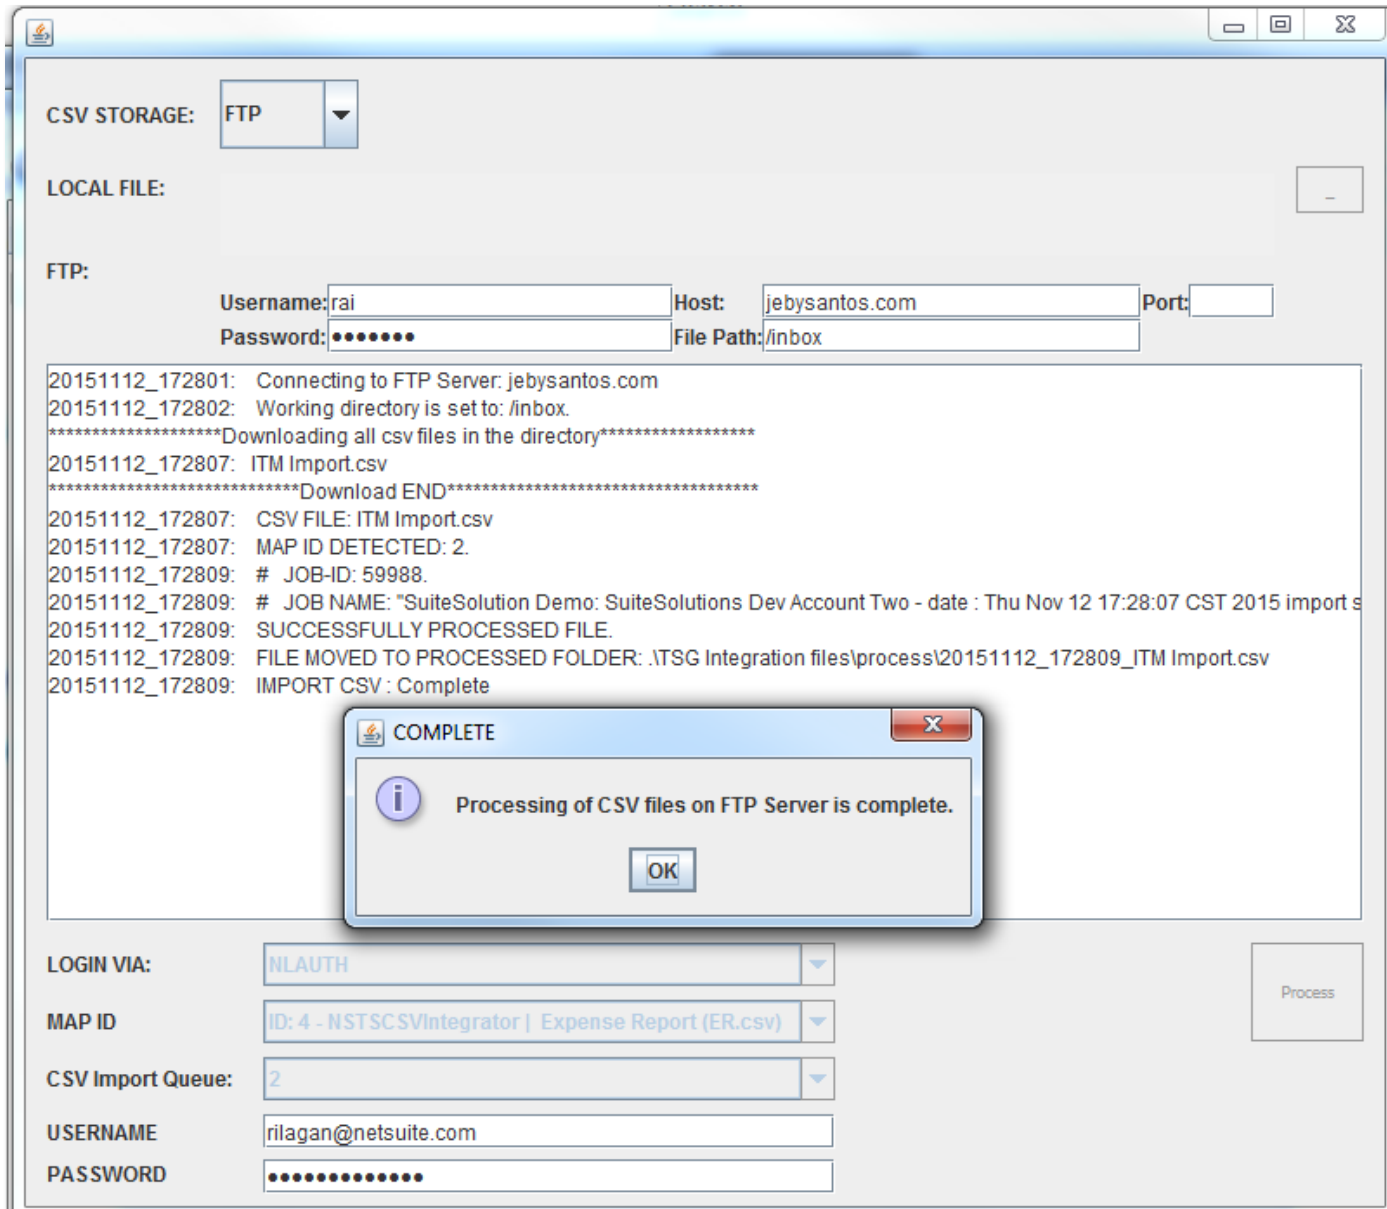 CSV STORAGE: FTP
LOCAL FILE:
_
FTP:
Username: rai Host: jebysantos.com Port:
Password: ●●●●●●● File Path: /inbox
20151112_172801: Connecting to FTP Server: jebysantos.com
20151112_172802: Working directory is set to: /inbox.
********************Downloading all csv files in the directory******************
20151112_172807: ITM Import.csv
*****************************Download END************************************
20151112_172807: CSV FILE: ITM Import.csv
20151112_172807: MAP ID DETECTED: 2.
20151112_172809: # JOB-ID: 59988.
20151112_172809: # JOB NAME: "SuiteSolution Demo: SuiteSolutions Dev Account Two - date : Thu Nov 12 17:28:07 CST 2015 import s
20151112_172809: SUCCESSFULLY PROCESSED FILE.
20151112_172809: FILE MOVED TO PROCESSED FOLDER: .\TSG Integration files\process\20151112_172809_ITM Import.csv
20151112_172809: IMPORT CSV : Complete
COMPLETE
Processing of CSV files on FTP Server is complete.
OK
LOGIN VIA: NLAUTH
Process
MAP ID ID: 4 - NSTSCSVIntegrator | Expense Report (ER.csv)
CSV Import Queue: 2
USERNAME rilagan@netsuite.com
PASSWORD ●●●●●●●●●●●●●